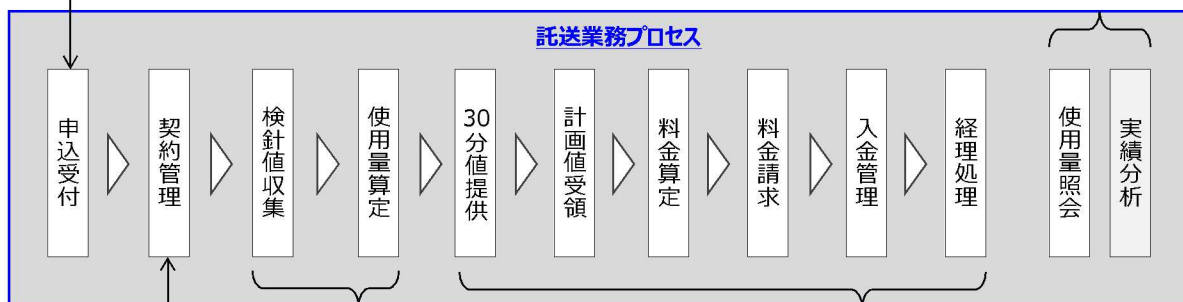 託送業務プロセス
申込受付
契約管理
検針値収集
使用量算定
30分値提供
計画値受領
料金算定
料金請求
入金管理
経理処理
使用量照会
実績分析